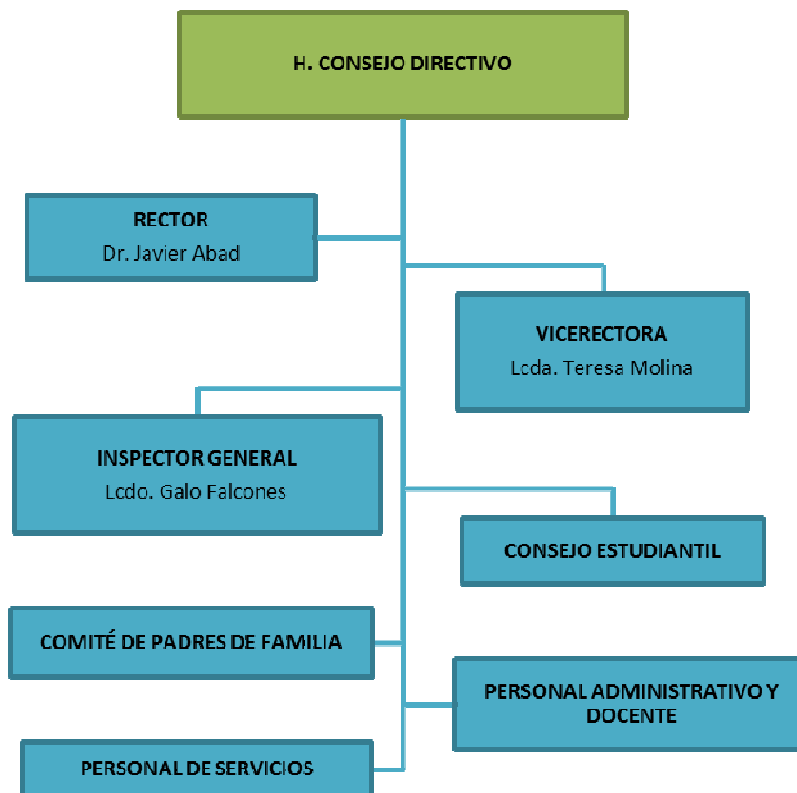 H. CONSEJO DIRECTIVO
RECTOR
Dr. Javier Abad
VICERECTORA
Lcda. Teresa Molina
INSPECTOR GENERAL
Lcdo. Galo Falcones
CONSEJO ESTUDIANTIL
COMITÉ DE PADRES DE FAMILIA
PERSONAL ADMINISTRATIVO Y
DOCENTE
PERSONAL DE SERVICIOS